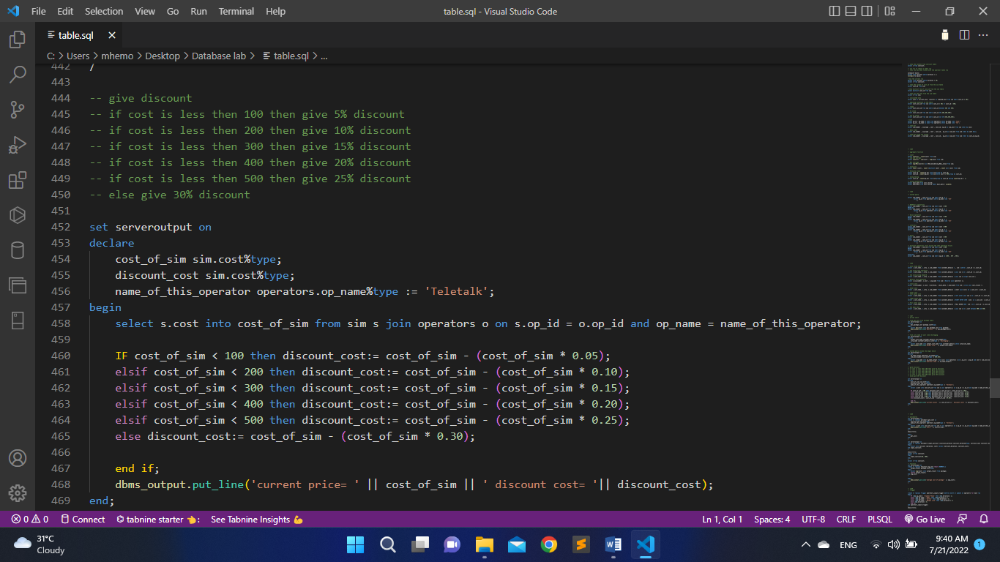 File Edit Selection View Go Run Terminal Help table.sql - Visual Studio Code
table.sql
C: > Users > mhemo > Desktop > Database lab > table.sql > ...
442 /
443
444 -- give discount
445 -- if cost is less then 100 then give 5% discount
446 -- if cost is less then 200 then give 10% discount
447 -- if cost is less then 300 then give 15% discount
448 -- if cost is less then 400 then give 20% discount
449 -- if cost is less then 500 then give 25% discount
450 -- else give 30% discount
451
452 set serveroutput on
453 declare
454 cost_of_sim sim.cost%type;
455 discount_cost sim.cost%type;
456 name_of_this_operator operators.op_name%type := 'Teletalk';
457 begin
458 select s.cost into cost_of_sim from sim s join operators o on s.op_id = o.op_id and op_name = name_of_this_operator;
459
460 IF cost_of_sim < 100 then discount_cost:= cost_of_sim - (cost_of_sim * 0.05);
461 elsif cost_of_sim < 200 then discount_cost:= cost_of_sim - (cost_of_sim * 0.10);
462 elsif cost_of_sim < 300 then discount_cost:= cost_of_sim - (cost_of_sim * 0.15);
463 elsif cost_of_sim < 400 then discount_cost:= cost_of_sim - (cost_of_sim * 0.20);
464 elsif cost_of_sim < 500 then discount_cost:= cost_of_sim - (cost_of_sim * 0.25);
465 else discount_cost:= cost_of_sim - (cost_of_sim * 0.30);
466
467 end if;
468 dbms_output.put_line('current price= ' || cost_of_sim || ' discount cost= '|| discount_cost);
469 end;
0 0 Connect tabnine starter 👈: See Tabnine Insights 💪 Ln 1, Col 1 Spaces: 4 UTF-8 CRLF PLSQL Go Live
31°C
Cloudy
ENG
9:40 AM
7/21/2022
1